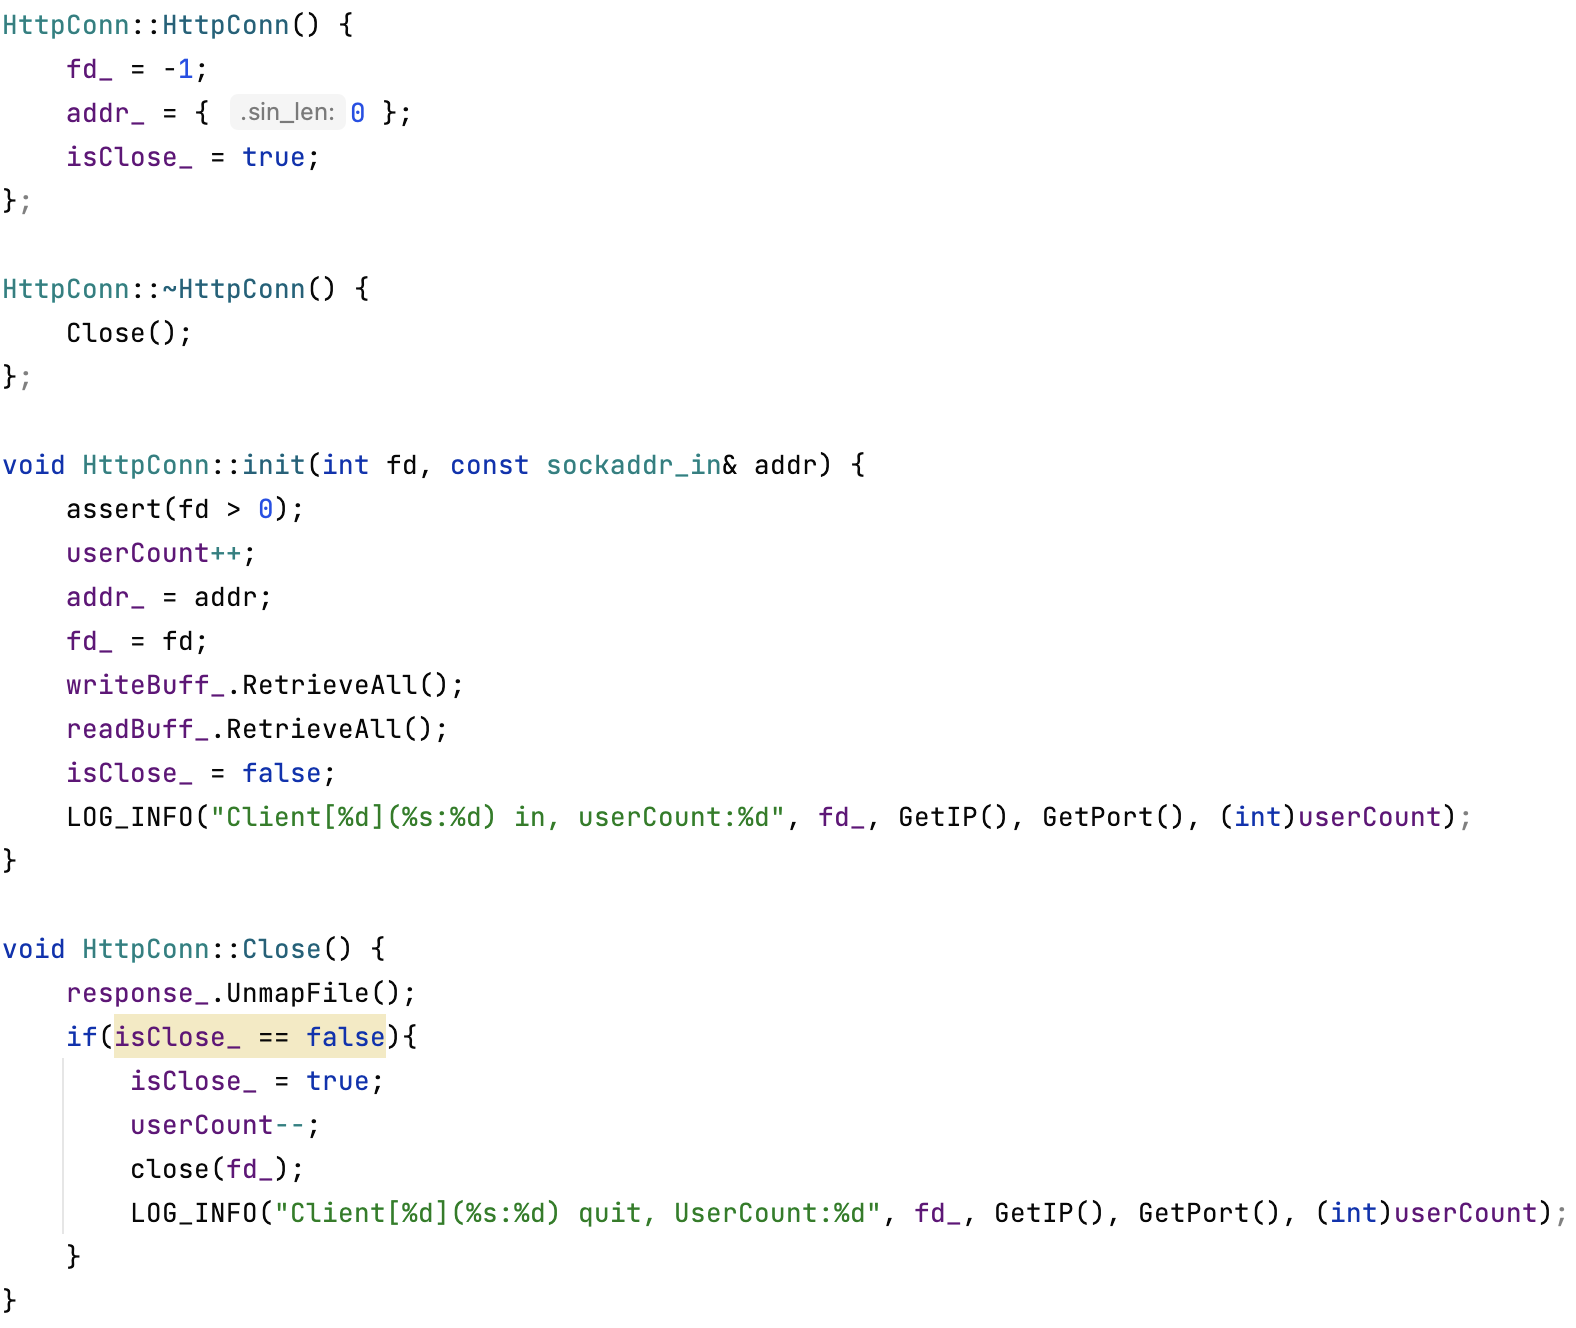 HttpConn::HttpConn() {
    fd_ = -1;
    addr_ = { .sin_len: 0 };
    isClose_ = true;
};

HttpConn::~HttpConn() {
    Close();
};

void HttpConn::init(int fd, const sockaddr_in& addr) {
    assert(fd > 0);
    userCount++;
    addr_ = addr;
    fd_ = fd;
    writeBuff_.RetrieveAll();
    readBuff_.RetrieveAll();
    isClose_ = false;
    LOG_INFO("Client[%d](%s:%d) in, userCount:%d", fd_, GetIP(), GetPort(), (int)userCount);
}

void HttpConn::Close() {
    response_.UnmapFile();
    if(isClose_ == false){
        isClose_ = true;
        userCount--;
        close(fd_);
        LOG_INFO("Client[%d](%s:%d) quit, UserCount:%d", fd_, GetIP(), GetPort(), (int)userCount);
    }
}